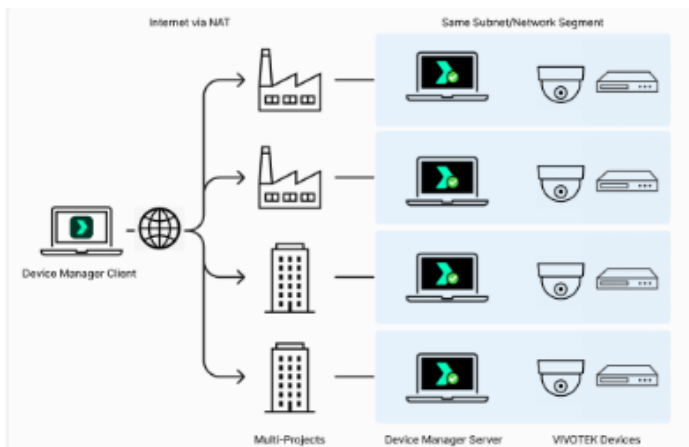 Internet via NAT
Same Subnet/Network Segment
Device Manager Client
Multi-Projects
Device Manager Server
VIVOTEK Devices